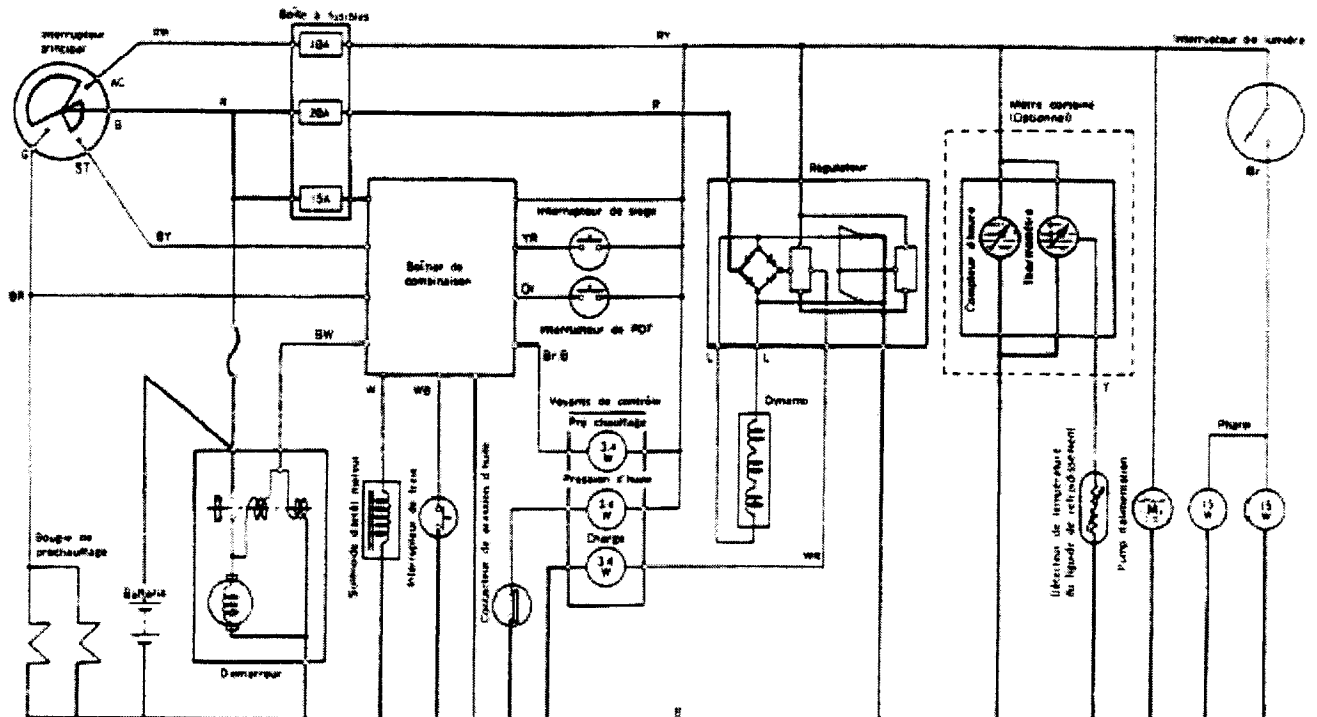 Boîte à fusibles
Interrupteur
principal
RW
10A
RY
Interrupteur de lumière
AC
R
20A
R
B
G
ST
Mètre combiné
(Optionnel)
Br
15A
Régulateur
Interrupteur de siège
BY
YR
Boîtier de
combinaison
Compteur d'heure
Thermomètre
BR
Or
Interrupteur de PDF
BW
Br.B
L
L
W
WB
Y
Voyants de contrôle
Dynamo
Pré chauffage
3.4
W
Phare
Pression d'huile
3.4
W
Charge
3.4
W
WR
Solénoïde d'arrêt moteur
Interrupteur de frein
Contacteur de pression d'huile
Détecteur de température
Au liquide de refroidissement
Pump d'alimentation
M
15
W
15
W
Bougie de
préchauffage
Batterie
Démarreur
B